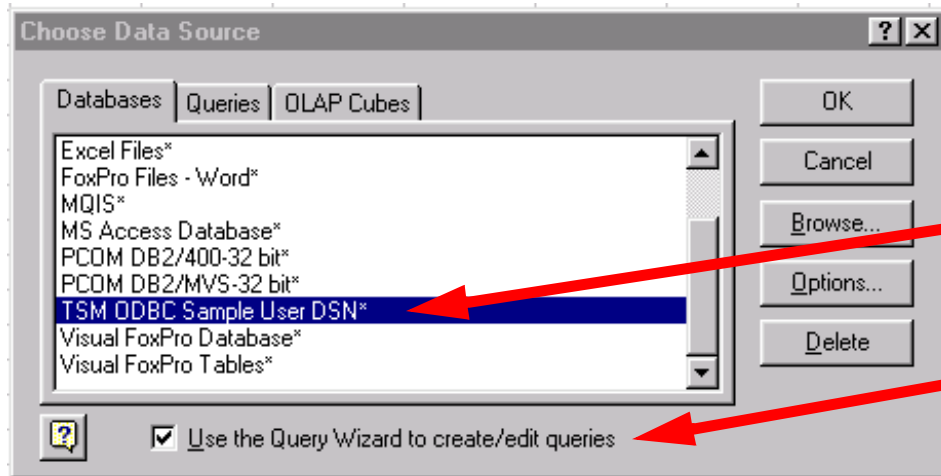 Choose Data Source
Databases Queries OLAP Cubes
Excel Files*
FoxPro Files - Word*
MQIS*
MS Access Database*
PCOM DB2/400-32 bit*
PCOM DB2/MVS-32 bit*
TSM ODBC Sample User DSN*
Visual FoxPro Database*
Visual FoxPro Tables*
OK
Cancel
Browse...
Options...
Delete
Use the Query Wizard to create/edit queries